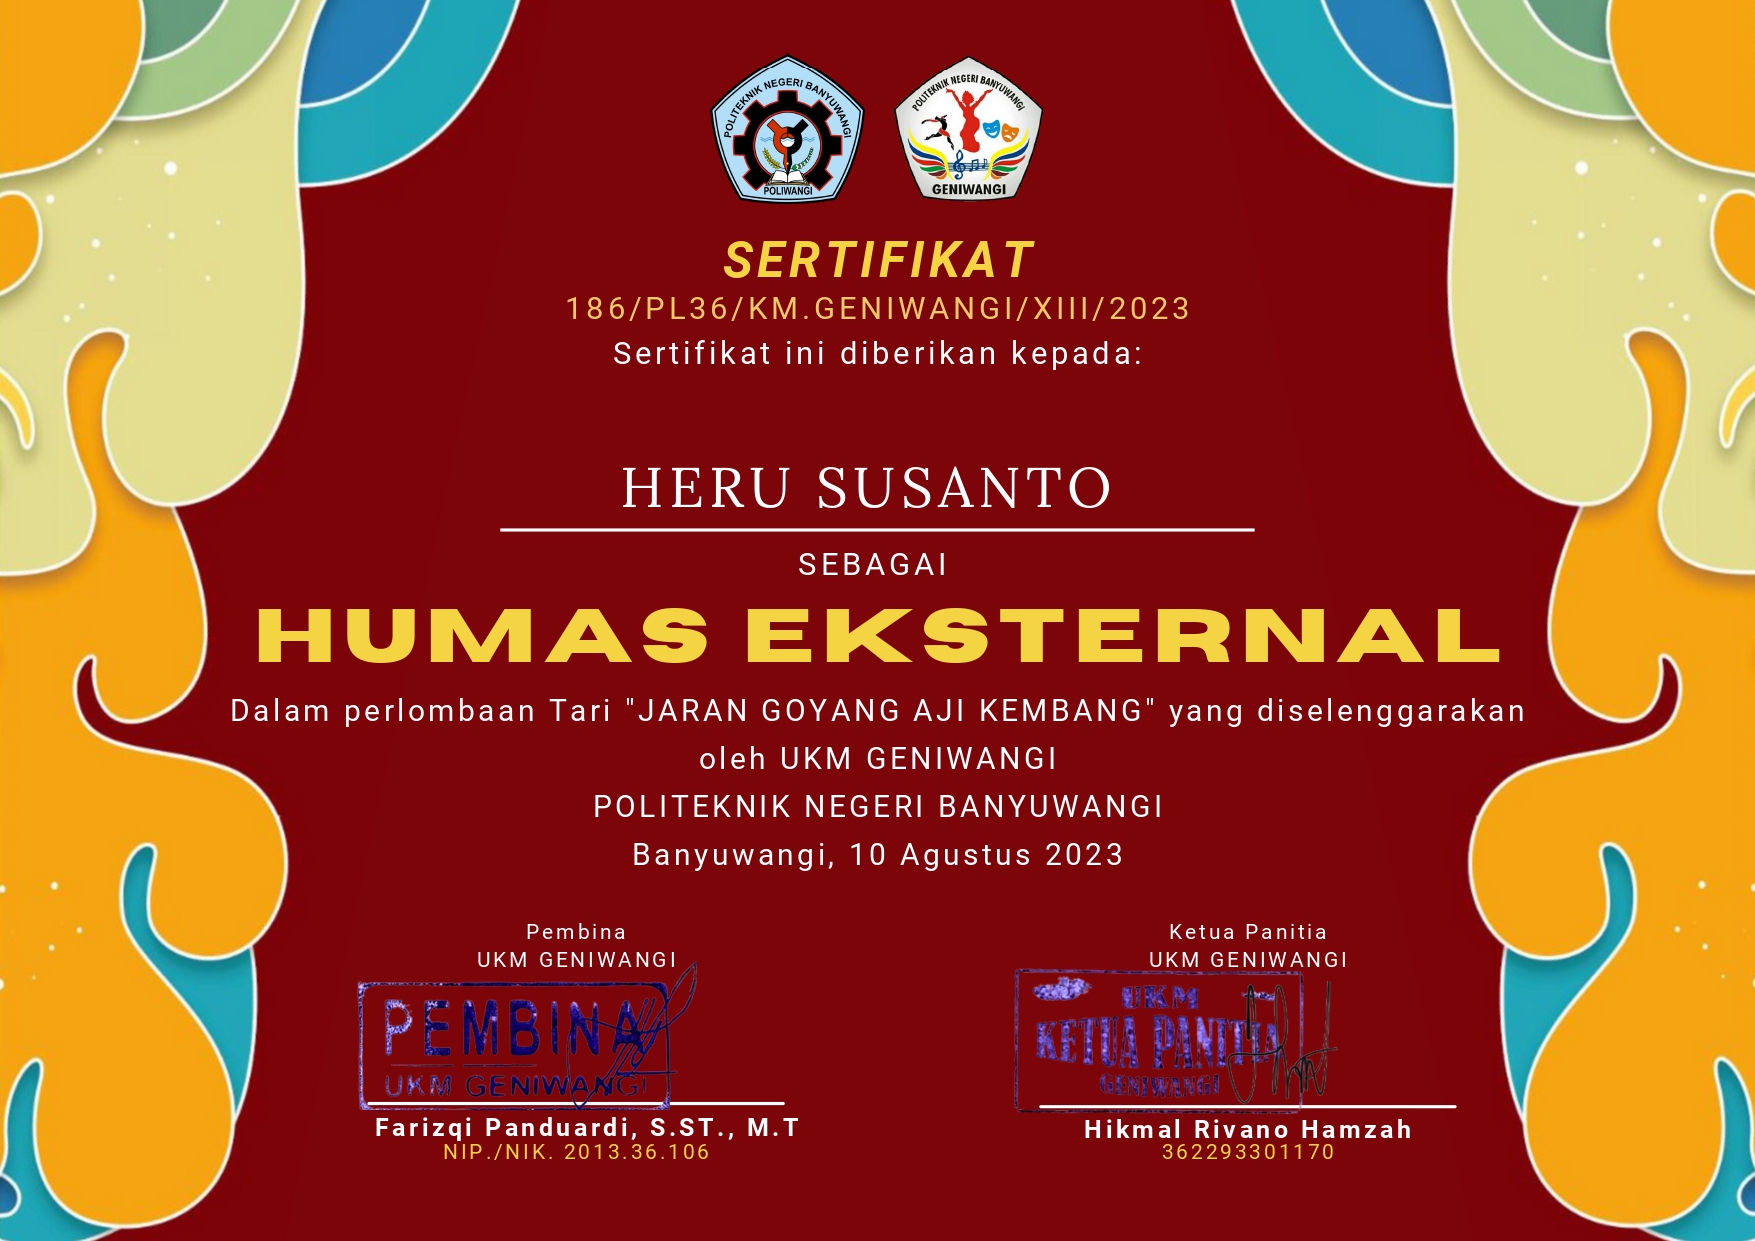 POLITEKNIK NEGERI BANYUWANGI
POLIWANGI
POLITEKNIK NEGERI BANYUWANGI
GENIWANGI
SERTIFIKAT
186/PL36/KM.GENIWANGI/XIII/2023
Sertifikat ini diberikan kepada:
HERU SUSANTO
SEBAGAI
HUMAS EKSTERNAL
Dalam perlombaan Tari "JARAN GOYANG AJI KEMBANG" yang diselenggarakan
oleh UKM GENIWANGI
POLITEKNIK NEGERI BANYUWANGI
Banyuwangi, 10 Agustus 2023
Pembina
UKM GENIWANGI
PEMBINA
UKM GENIWANGI
Farizqi Panduardi, S.ST., M.T
NIP./NIK. 2013.36.106
Ketua Panitia
UKM GENIWANGI
UKM
KETUA PANITIA
GENIWANGI
Hikmal Rivano Hamzah
362293301170